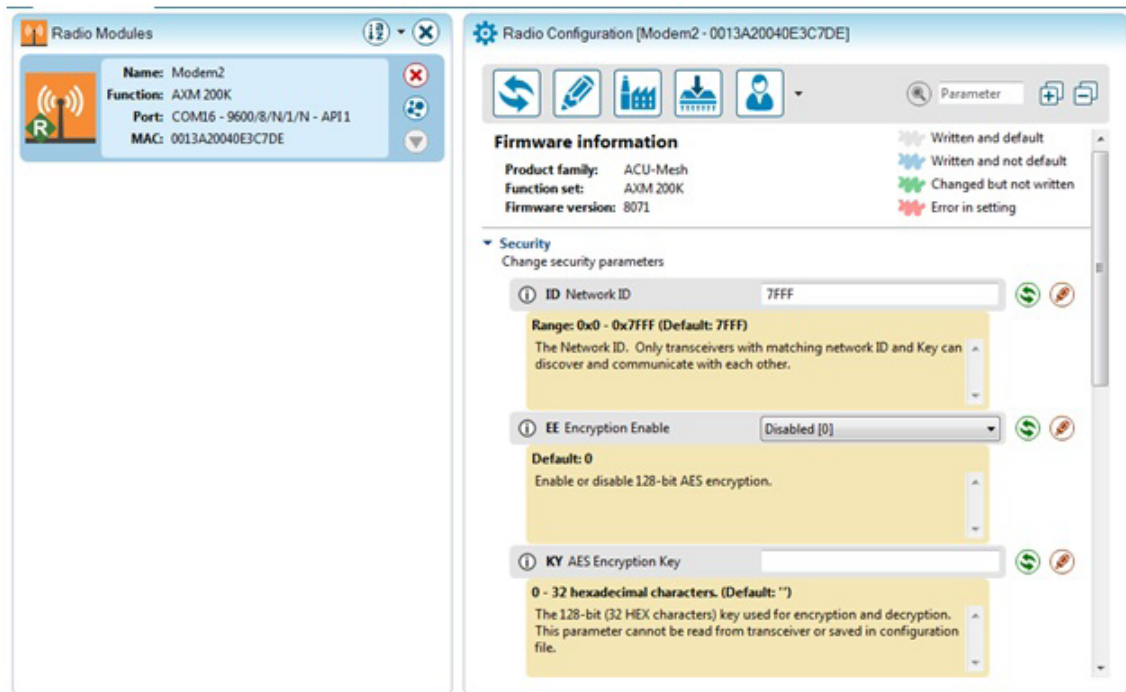 Radio Modules
Name: Modem2
Function: AXM 200K
Port: COM16 - 9600/8/N/1/N - API 1
MAC: 0013A20040E3C7DE
R
Radio Configuration [Modem2 - 0013A20040E3C7DE]
Parameter
Firmware information
Product family: ACU-Mesh
Function set: AXM 200K
Firmware version: 8071
Written and default
Written and not default
Changed but not written
Error in setting
Security
Change security parameters
ID Network ID 7FFF
Range: 0x0 - 0x7FFF (Default: 7FFF)
The Network ID. Only transceivers with matching network ID and Key can
discover and communicate with each other.
EE Encryption Enable Disabled [0]
Default: 0
Enable or disable 128-bit AES encryption.
KY AES Encryption Key
0 - 32 hexadecimal characters. (Default: '')
The 128-bit (32 HEX characters) key used for encryption and decryption.
This parameter cannot be read from transceiver or saved in configuration
file.